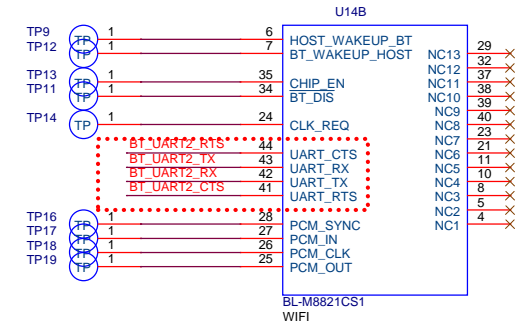 U14B
TP9 TP 1 6 HOST_WAKEUP_BT
TP12 TP 1 7 BT_WAKEUP_HOST
NC13 29
NC12 32
TP13 TP 1 35 CHIP_EN
NC11 37
TP11 TP 1 34 BT_DIS
NC10 38
NC9 39
TP14 TP 1 24 CLK_REQ
NC8 40
NC7 23
BT_UART2_RTS 44 UART_CTS
NC6 21
BT_UART2_TX 43 UART_RX
NC5 11
BT_UART2_RX 42 UART_TX
NC4 10
BT_UART2_CTS 41 UART_RTS
NC3 8
NC2 5
TP16 TP 1 28 PCM_SYNC
NC1 4
TP17 TP 1 27 PCM_IN
TP18 TP 1 26 PCM_CLK
TP19 TP 1 25 PCM_OUT
BL-M8821CS1
WIFI